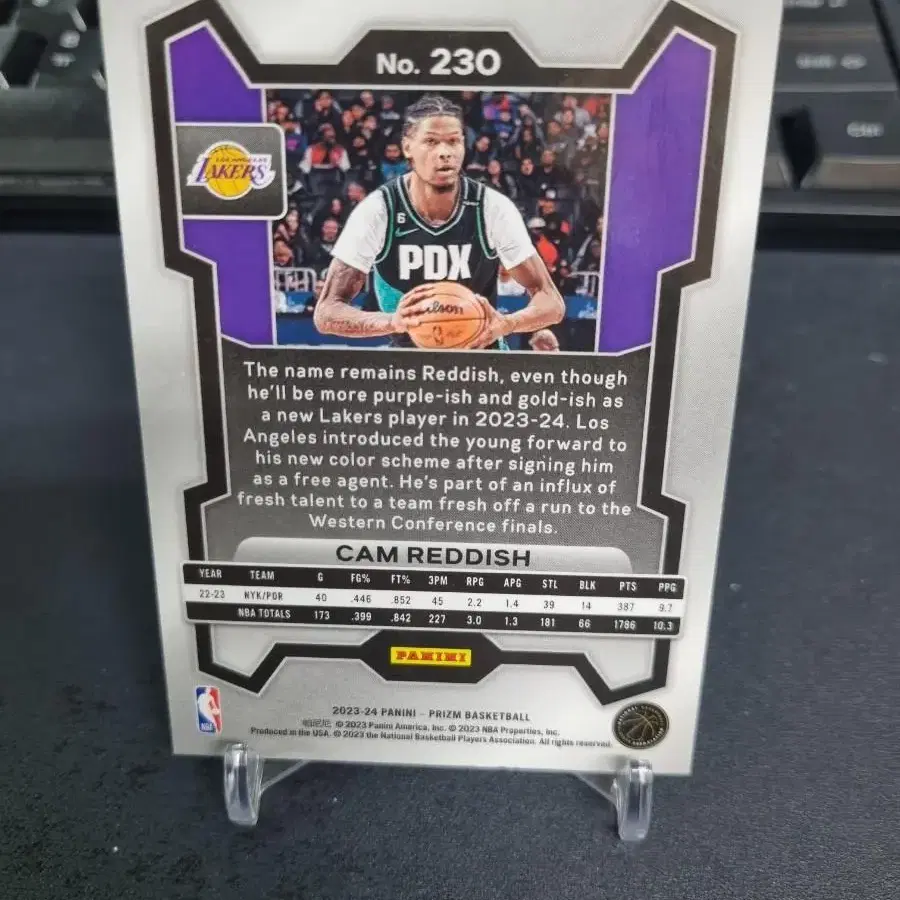 No. 230
LOS ANGELES
LAKERS
6
PDX
Wilson
The name remains Reddish, even though
he'll be more purple-ish and gold-ish as
a new Lakers player in 2023-24. Los
Angeles introduced the young forward to
his new color scheme after signing him
as a free agent. He's part of an influx of
fresh talent to a team fresh off a run to the
Western Conference finals.
CAM REDDISH
YEAR TEAM G FG% FT% 3PM RPG APG STL BLK PTS PPG
22-23 NYK/POR 40 .446 .852 45 2.2 1.4 39 14 387 9.7
NBA TOTALS 173 .399 .842 227 3.0 1.3 181 66 1786 10.3
PANINI
NBA
2023-24 PANINI - PRIZM BASKETBALL
© 2023 Panini America, Inc. © 2023 NBA Properties, Inc.
Produced in the USA. © 2023 the National Basketball Players Association. All rights reserved.